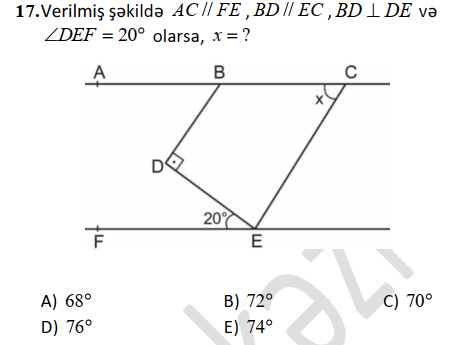 17.Verilmiş şəkildə AC // FE , BD // EC , BD ⊥ DE və
∠DEF = 20° olarsa, x = ?
A B C
x
D
20°
F E
A) 68° B) 72° C) 70°
D) 76° E) 74°